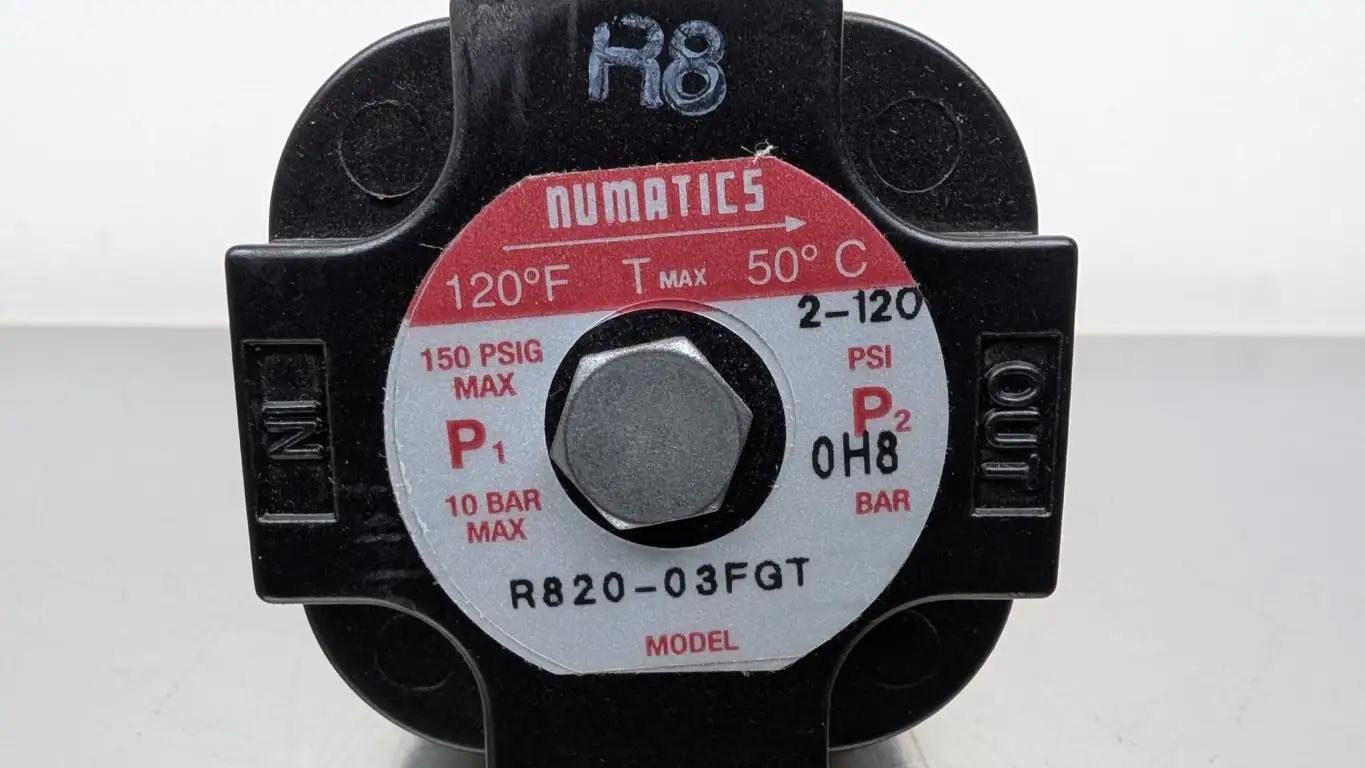 R8
NUMATICS
120°F T MAX 50° C
2-120
150 PSIG
MAX
P1
10 BAR
MAX
PSI
P2
0H8
BAR
R820-03FGT
MODEL
IN
OUT